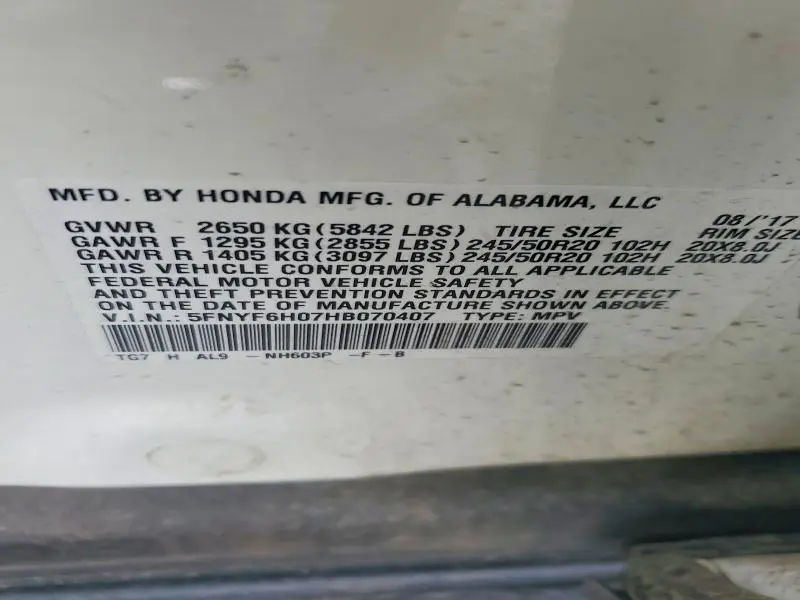 MFD. BY HONDA MFG. OF ALABAMA, LLC 08/'17
GVWR 2650 KG(5842 LBS) TIRE SIZE RIM SIZE
GAWR F 1295 KG(2855 LBS)245/50R20 102H 20X8.0J
GAWR R 1405 KG(3097 LBS)245/50R20 102H 20X8.0J
THIS VEHICLE CONFORMS TO ALL APPLICABLE
FEDERAL MOTOR VEHICLE SAFETY
AND THEFT PREVENTION STANDARDS IN EFFECT
ON THE DATE OF MANUFACTURE SHOWN ABOVE.
V.I.N.: 5FNYF6H07HB070407 TYPE: MPV
TG7 H AL9 -NH603P -F-B